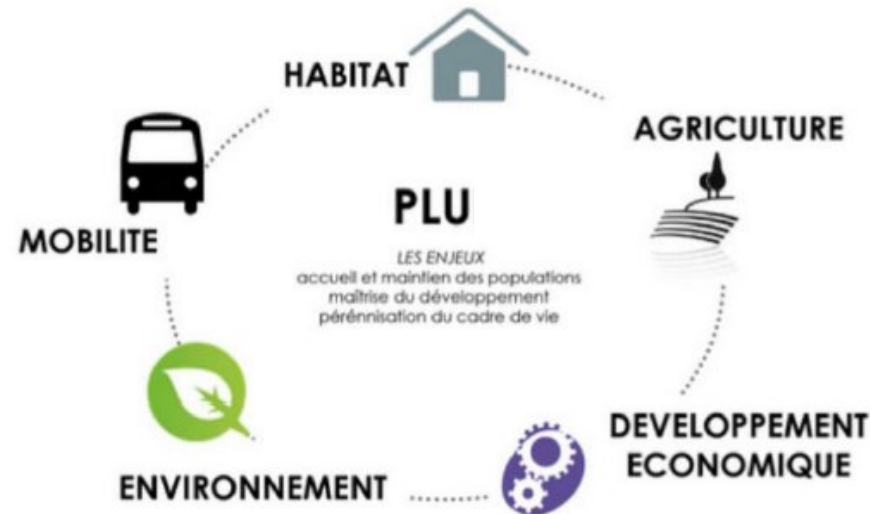 HABITAT
AGRICULTURE
MOBILITE
PLU
LES ENJEUX
accueil et maintien des populations
maîtrise du développement
pérénnisation du cadre de vie
DEVELOPPEMENT
ECONOMIQUE
ENVIRONNEMENT